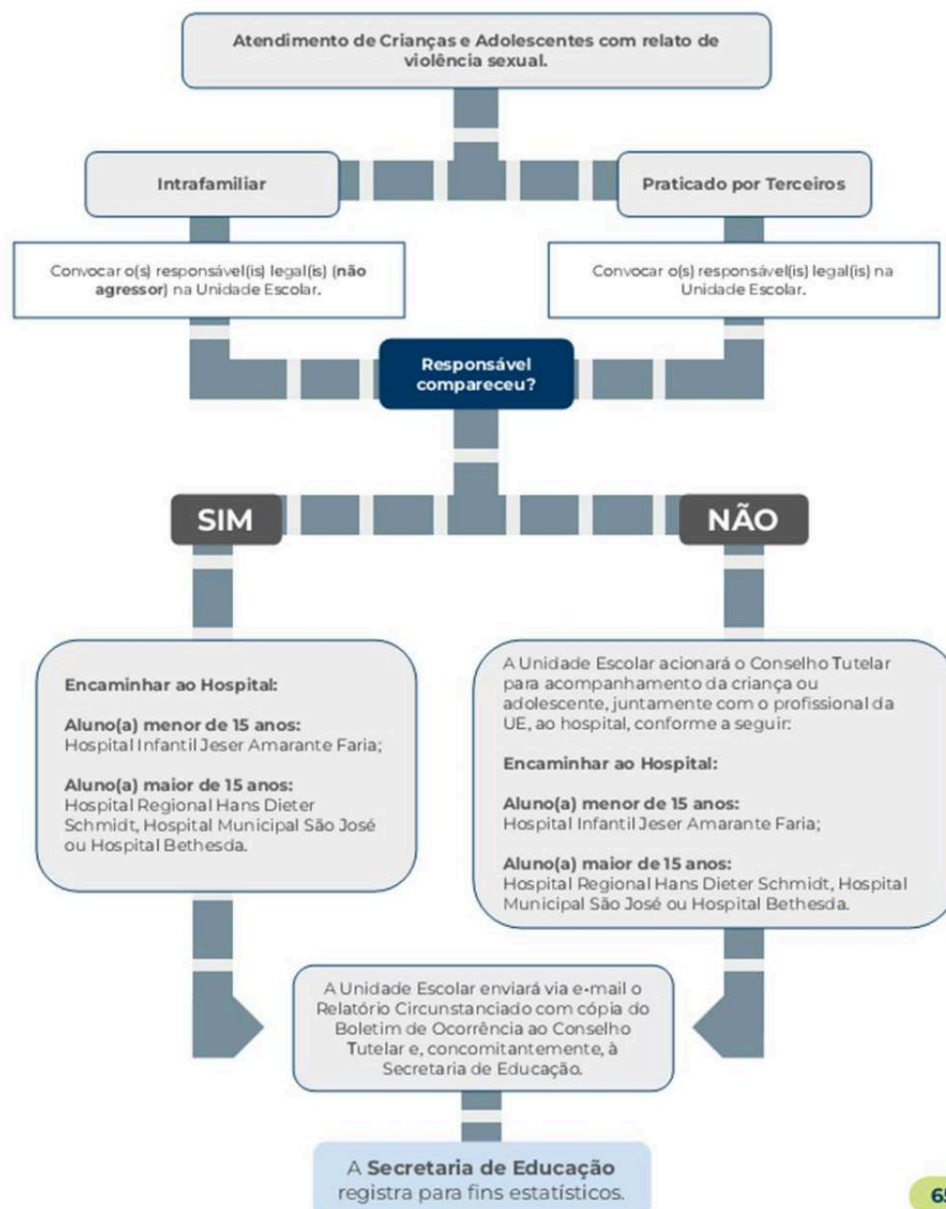 Atendimento de Crianças e Adolescentes com relato de
violência sexual.
Intrafamiliar
Praticado por Terceiros
Convocar o(s) responsável(is) legal(is) (não
agressor) na Unidade Escolar.
Convocar o(s) responsável(is) legal(is) na
Unidade Escolar.
Responsável
compareceu?
SIM
NÃO
Encaminhar ao Hospital:
Aluno(a) menor de 15 anos:
Hospital Infantil Jeser Amarante Faria;
Aluno(a) maior de 15 anos:
Hospital Regional Hans Dieter
Schmidt, Hospital Municipal São José
ou Hospital Bethesda.
A Unidade Escolar acionará o Conselho Tutelar
para acompanhamento da criança ou
adolescente, juntamente com o profissional da
UE, ao hospital, conforme a seguir:
Encaminhar ao Hospital:
Aluno(a) menor de 15 anos:
Hospital Infantil Jeser Amarante Faria;
Aluno(a) maior de 15 anos:
Hospital Regional Hans Dieter Schmidt, Hospital
Municipal São José ou Hospital Bethesda.
A Unidade Escolar enviará via e-mail o
Relatório Circunstanciado com cópia do
Boletim de Ocorrência ao Conselho
Tutelar e, concomitantemente, à
Secretaria de Educação.
A Secretaria de Educação
registra para fins estatísticos.
65